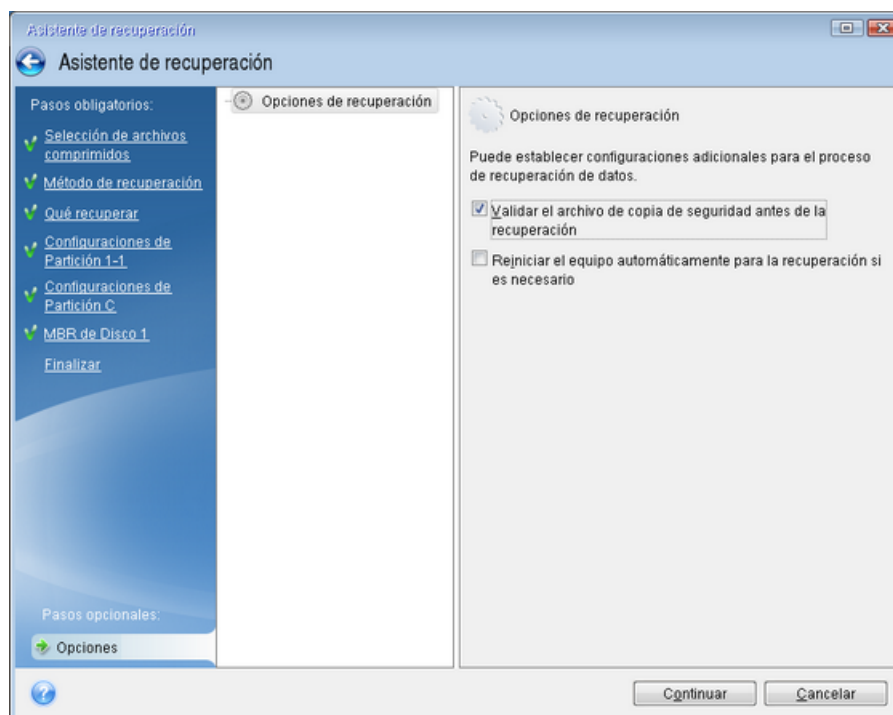 Asistente de recuperación
Asistente de recuperación
Pasos obligatorios:
Selección de archivos
comprimidos
Método de recuperación
Qué recuperar
Configuraciones de
Partición 1-1
Configuraciones de
Partición C
MBR de Disco 1
Finalizar
Pasos opcionales:
Opciones
Opciones de recuperación
Opciones de recuperación
Puede establecer configuraciones adicionales para el proceso
de recuperación de datos.
Validar el archivo de copia de seguridad antes de la
recuperación
Reiniciar el equipo automáticamente para la recuperación si
es necesario
Continuar
Cancelar